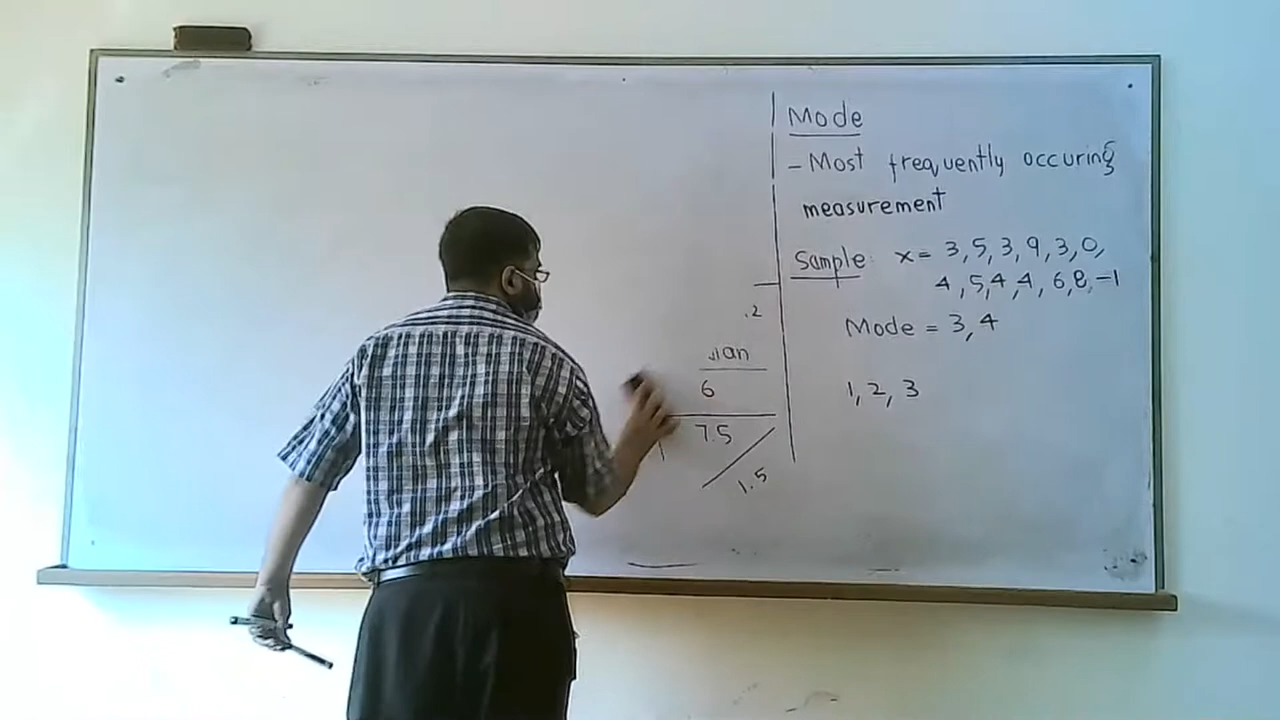 Mode
- Most frequently occuring
measurement
Sample: x = 3, 5, 3, 9, 3, 0,
4, 5, 4, 4, 6, 8, -1
Mode = 3, 4
1, 2, 3
.2
ian
6
7.5
1.5